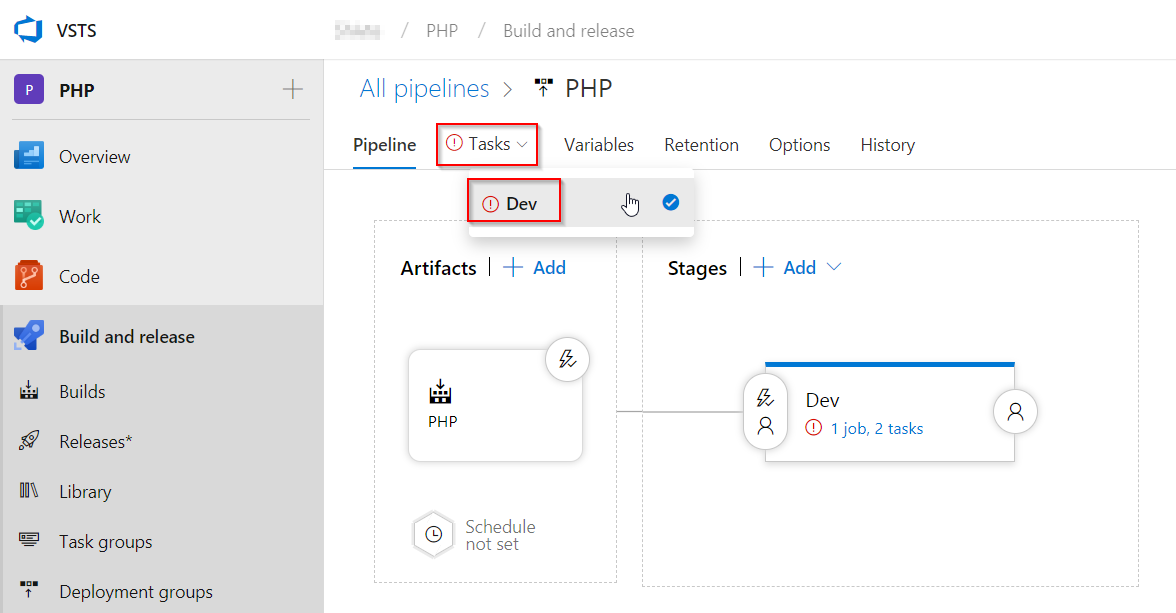 VSTS
/ PHP / Build and release
P PHP
All pipelines > PHP
Pipeline Tasks Variables Retention Options History
Dev
Overview
Work
Code
Build and release
Builds
Releases*
Library
Task groups
Deployment groups
Artifacts | + Add
PHP
Schedule
not set
Stages | + Add
Dev
1 job, 2 tasks